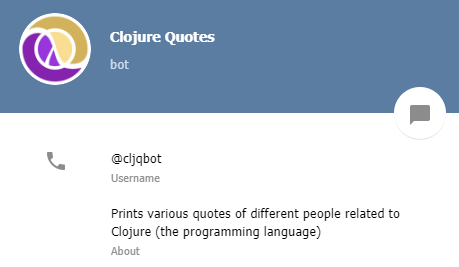 Clojure Quotes
bot
@cljqbot
Username
Prints various quotes of different people related to
Clojure (the programming language)
About